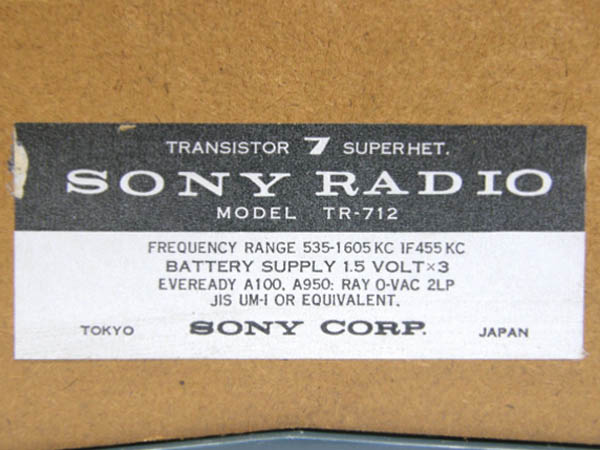 TRANSISTOR 7 SUPERHET.
SONY RADIO
MODEL TR-712
FREQUENCY RANGE 535-1605 KC IF455 KC
BATTERY SUPPLY 1.5 VOLT×3
EVEREADY A100, A950: RAY O-VAC 2LP
JIS UM-1 OR EQUIVALENT.
TOKYO SONY CORP. JAPAN